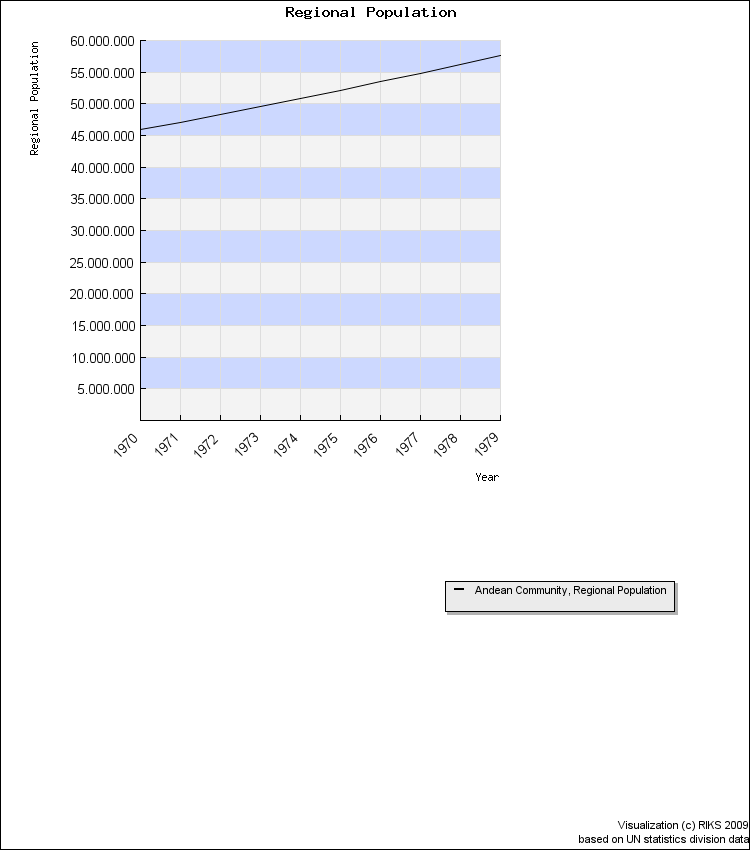 Regional Population
Regional Population
60.000.000
55.000.000
50.000.000
45.000.000
40.000.000
35.000.000
30.000.000
25.000.000
20.000.000
15.000.000
10.000.000
5.000.000
1970 1971 1972 1973 1974 1975 1976 1977 1978 1979
Year
Andean Community, Regional Population
Visualization (c) RIKS 2009
based on UN statistics division data